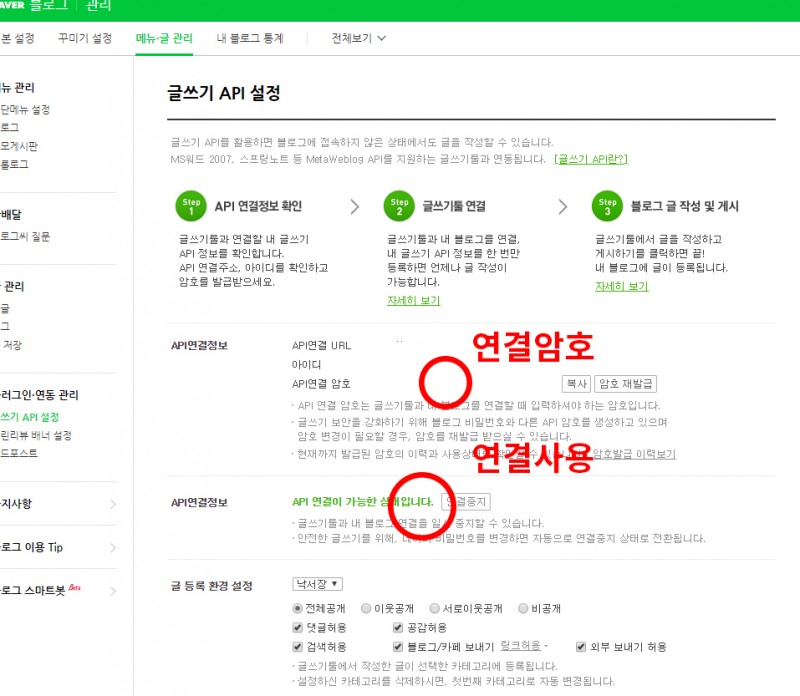 AVER 블로그 | 관리
본 설정 꾸미기 설정 메뉴·글 관리 내 블로그 통계 전체보기
뉴 관리
단메뉴 설정
로그
모게시판
롤로그
배달
로그씨 질문
관리
글
그
저장
러그인·연동 관리
쓰기 API 설정
린리뷰 배너 설정
드포스트
지사항
로그 이용 Tip
로그 스마트봇 Beta
글쓰기 API 설정
글쓰기 API를 활용하면 블로그에 접속하지 않은 상태에서도 글을 작성할 수 있습니다.
MS워드 2007, 스프링노트 등 MetaWeblog API를 지원하는 글쓰기툴과 연동됩니다. [글쓰기 API란?]
Step 1 API 연결정보 확인
글쓰기툴과 연결할 내 글쓰기
API 정보를 확인합니다.
API 연결주소, 아이디를 확인하고
암호를 발급받으세요.
Step 2 글쓰기툴 연결
글쓰기툴과 내 블로그를 연결,
내 글쓰기 API 정보를 한 번만
등록하면 언제나 글 작성이
가능합니다.
자세히 보기
Step 3 블로그 글 작성 및 게시
글쓰기툴에서 글을 작성하고
게시하기를 클릭하면 끝!
내 블로그에 글이 등록됩니다.
자세히 보기
API연결정보 API연결 URL
연결암호
아이디
API연결 암호 복사 암호 재발급
· API 연결 암호는 글쓰기툴과 내 블로그를 연결할 때 입력하셔야 하는 암호입니다.
· 글쓰기 보안을 강화하기 위해 블로그 비밀번호와 다른 API 암호를 생성하고 있으며
암호 변경이 필요할 경우, 암호를 재발급 받으실 수 있습니다.
· 현재까지 발급된 암호의 이력과 사용상 암호발급 이력보기
연결사용
API연결정보 API 연결이 가능한 상태입니다. 연결중지
· 글쓰기툴과 내 블로그 연결을 일시 중지할 수 있습니다.
· 안전한 글쓰기를 위해, 네이버 비밀번호를 변경하면 자동으로 연결중지 상태로 전환됩니다.
글 등록 환경 설정 낙서장
전체공개 이웃공개 서로이웃공개 비공개
댓글허용 공감허용
검색허용 블로그/카페 보내기 링크허용 외부 보내기 허용
· 글쓰기툴에서 작성한 글이 선택한 카테고리에 등록됩니다.
· 설정하신 카테고리를 삭제하시면, 첫번째 카테고리로 자동 변경됩니다.